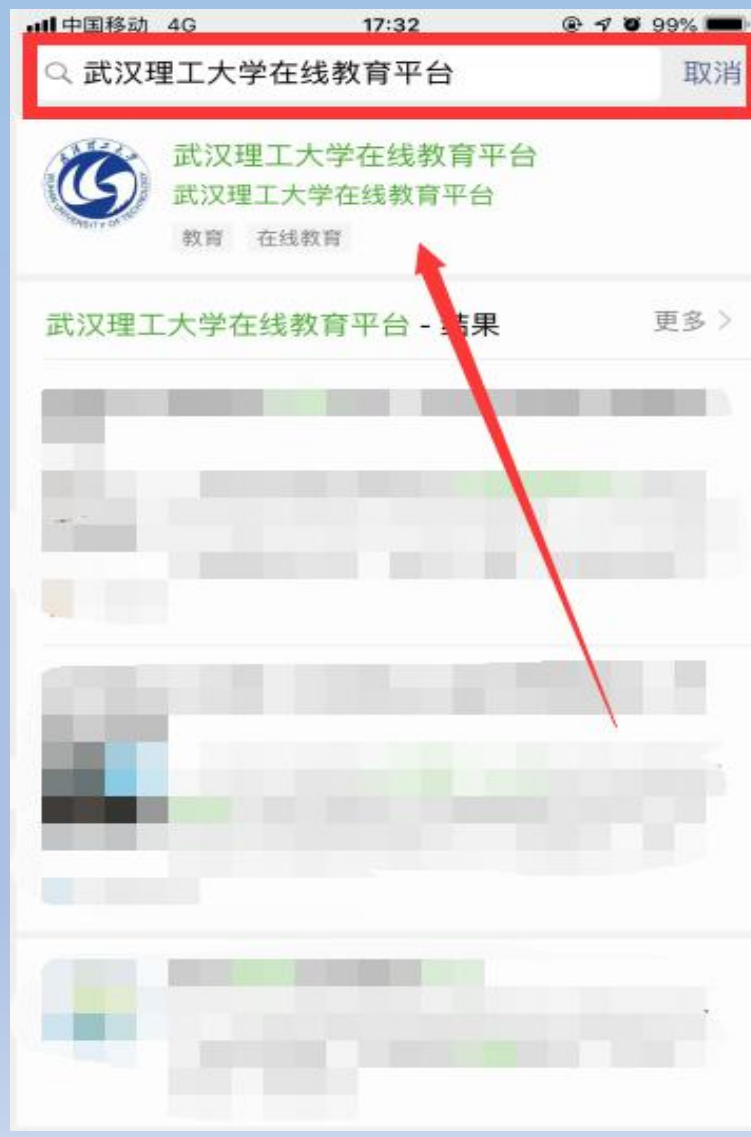 中国移动 4G 17:32 99%
武汉理工大学在线教育平台 取消
武汉理工大学在线教育平台
武汉理工大学在线教育平台
教育 在线教育
武汉理工大学在线教育平台 - 结果 更多 >